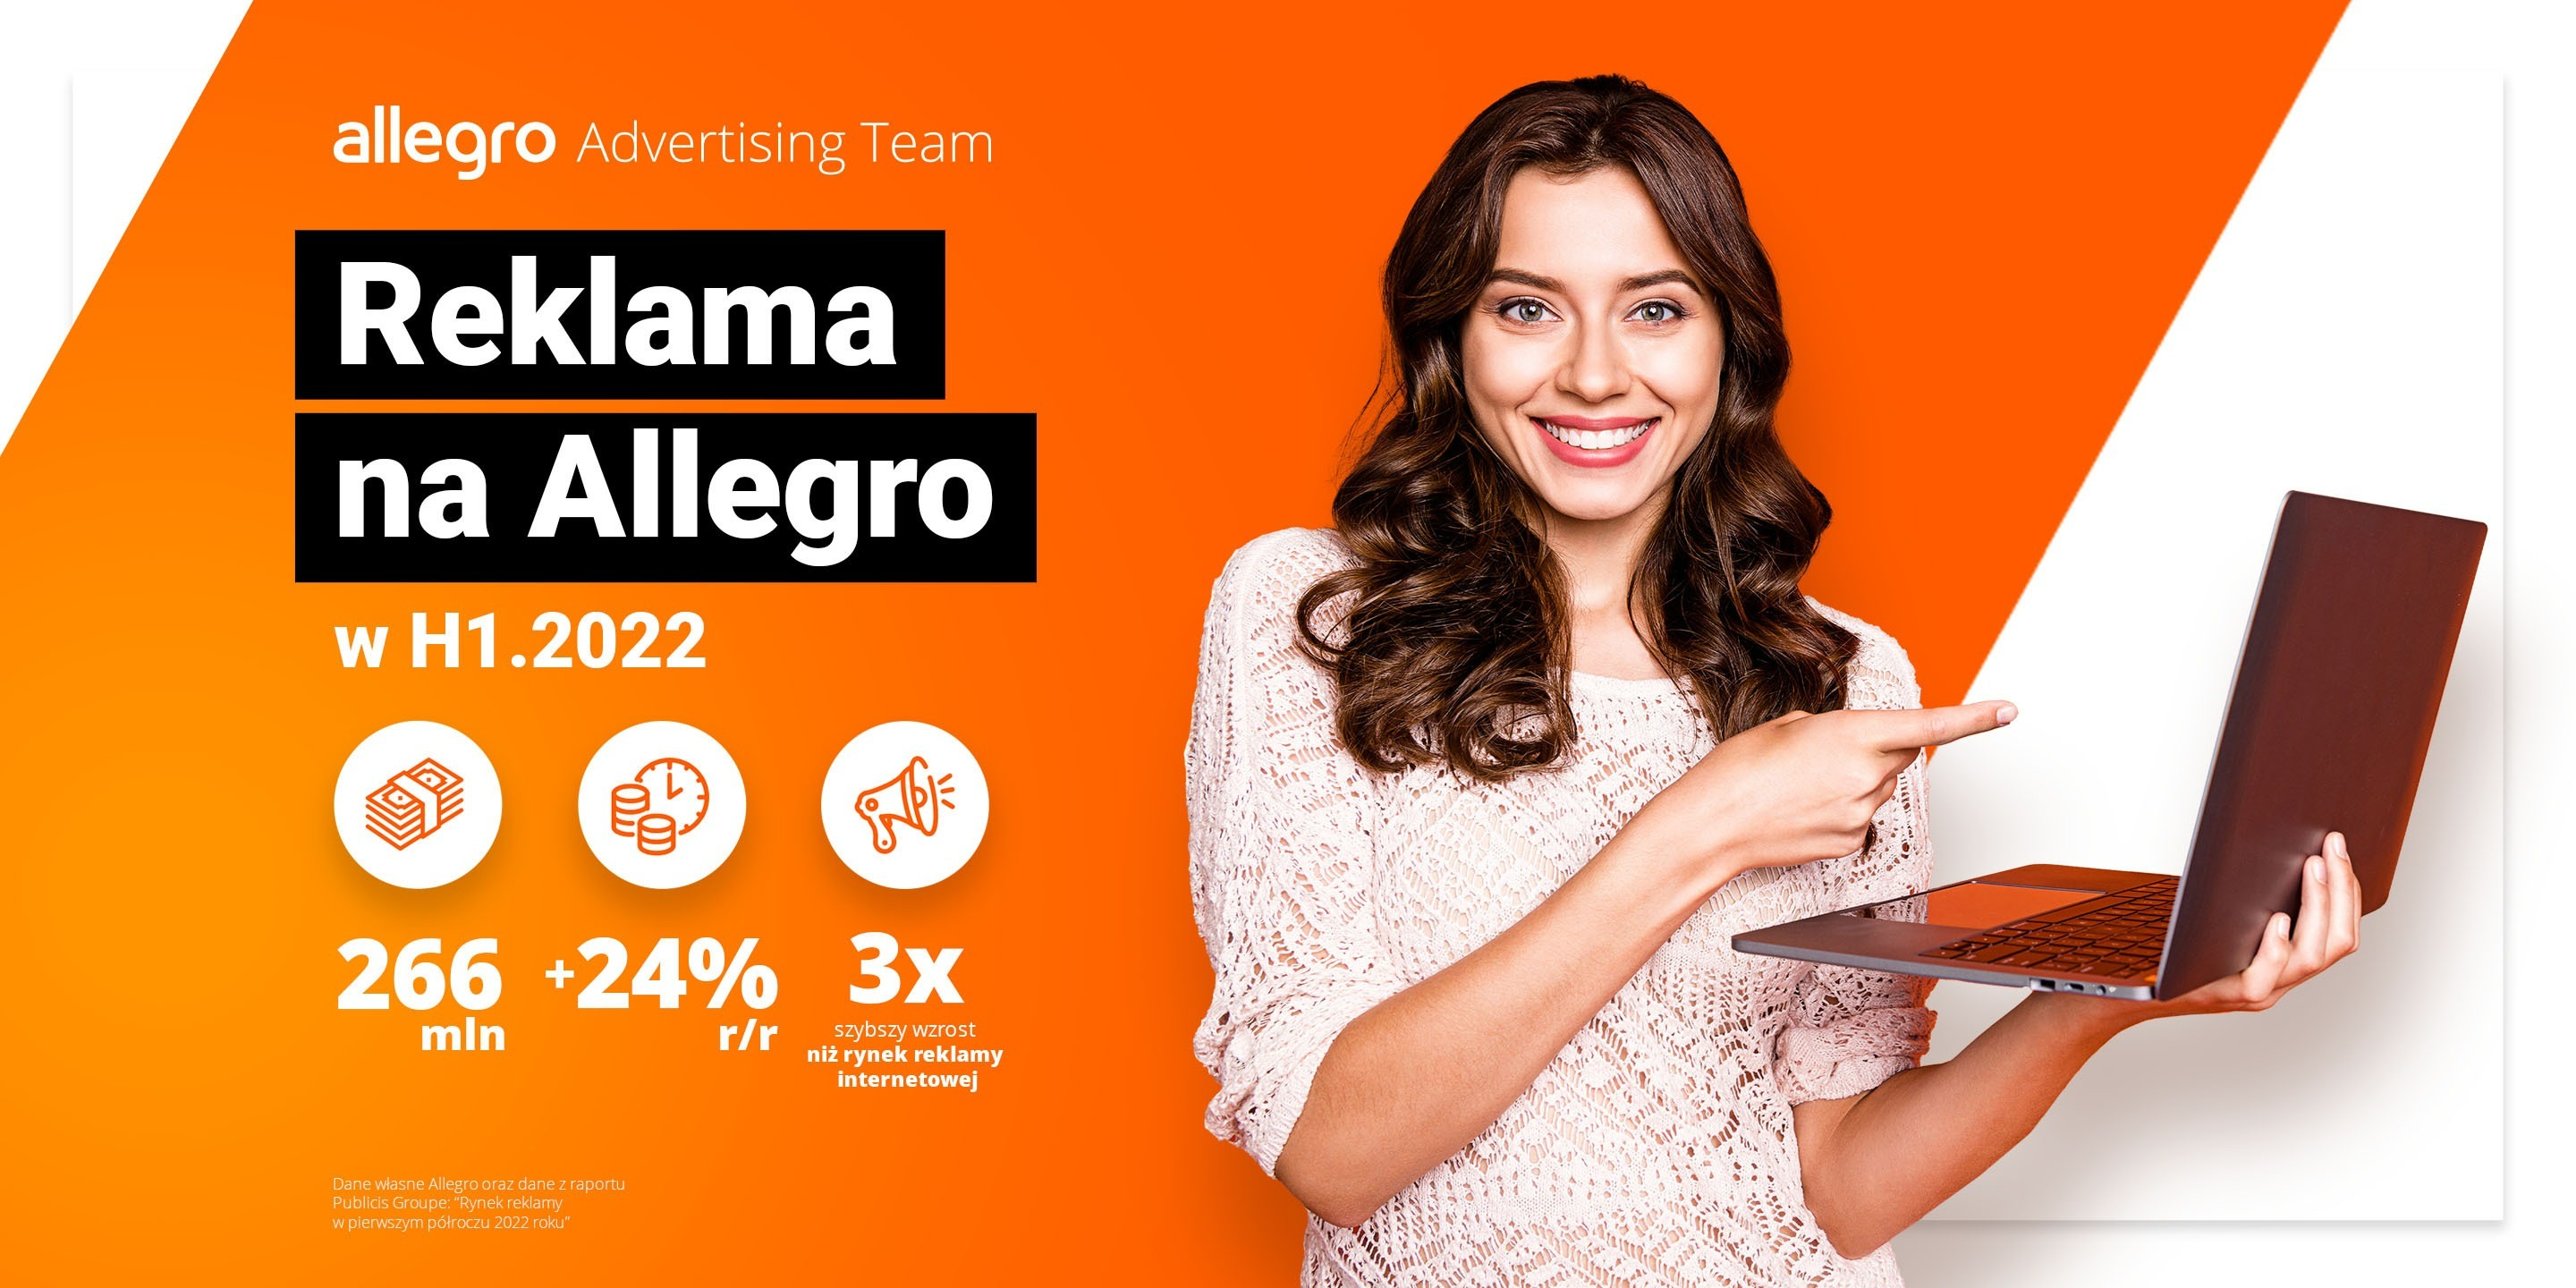 allegro Advertising Team
Reklama
na Allegro
w H1.2022
266
mln
+24%
r/r
3x
szybszy wzrost
niż rynek reklamy
internetowej
Dane własne Allegro oraz dane z raportu
Publicis Groupe: “Rynek reklamy
w pierwszym półroczu 2022 roku”